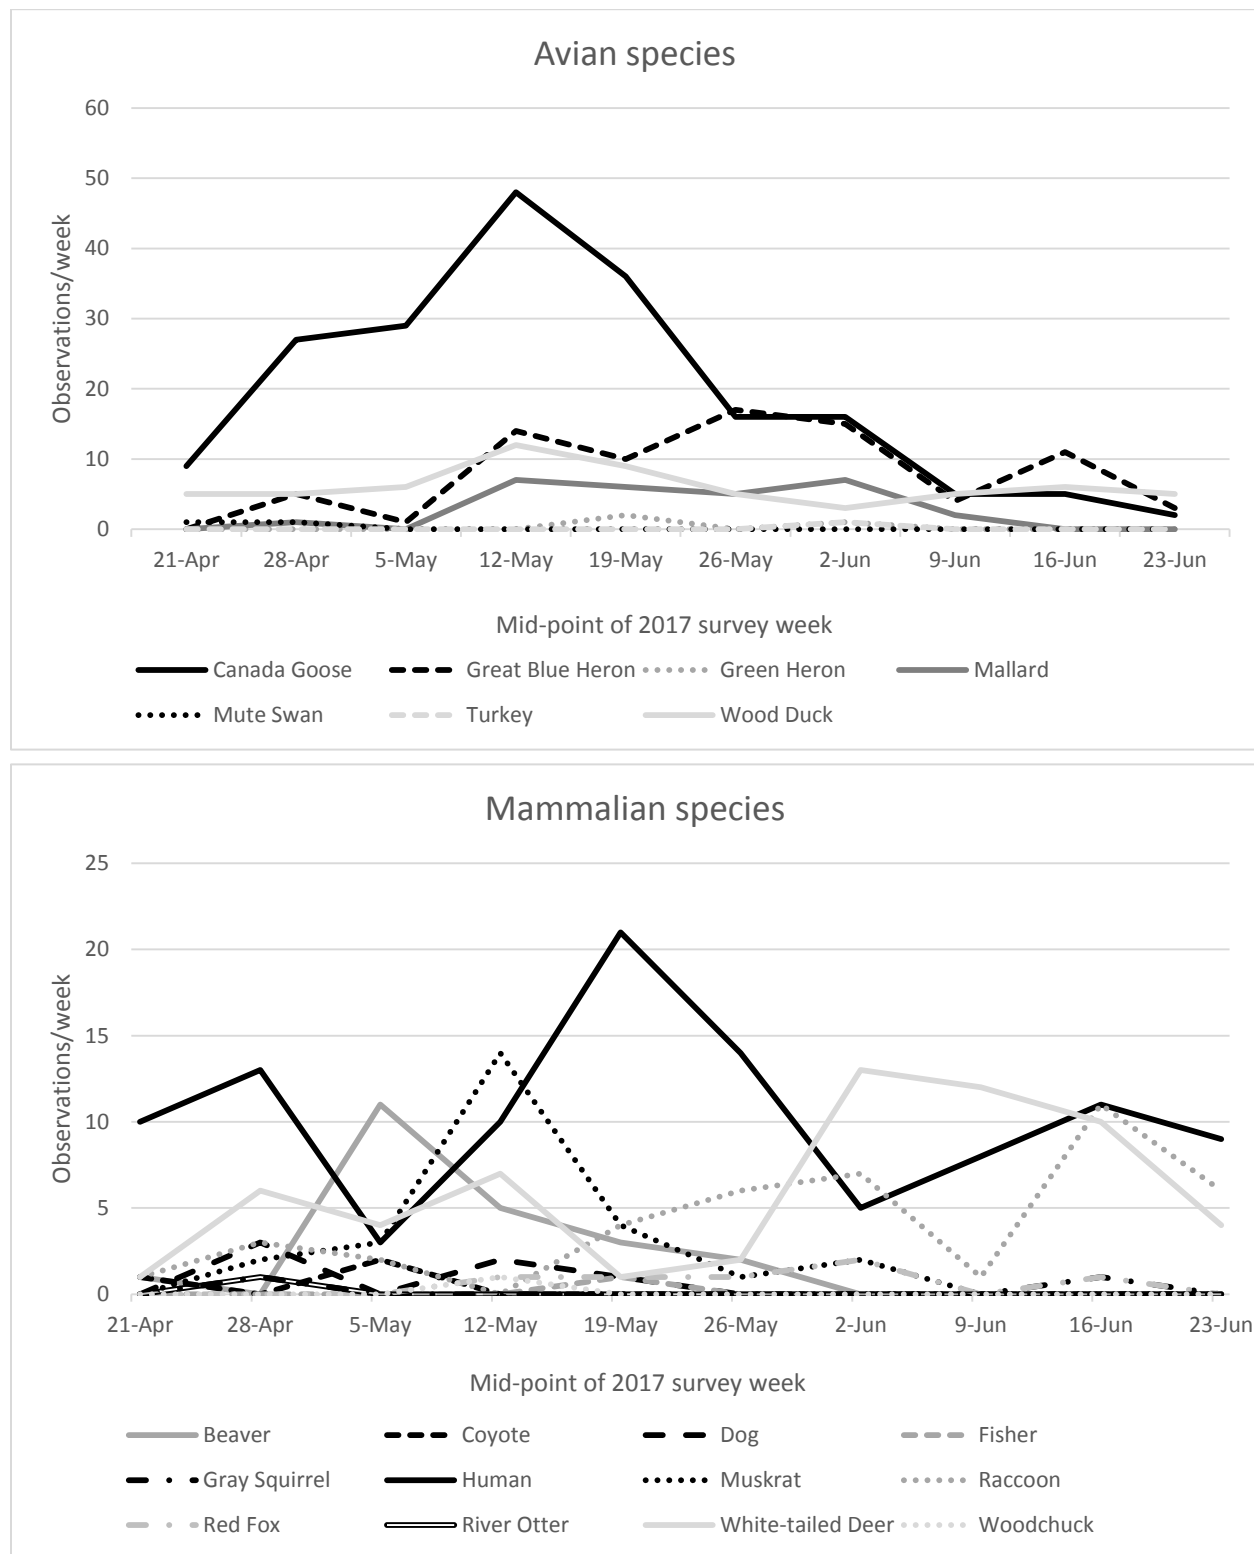 Avian species
60
50
40
30
20
10
0
Observations/week
21-Apr 28-Apr 5-May 12-May 19-May 26-May 2-Jun 9-Jun 16-Jun 23-Jun
Mid-point of 2017 survey week
Canada Goose Great Blue Heron Green Heron Mallard
Mute Swan Turkey Wood Duck
Mammalian species
25
20
15
10
5
0
Observations/week
21-Apr 28-Apr 5-May 12-May 19-May 26-May 2-Jun 9-Jun 16-Jun 23-Jun
Mid-point of 2017 survey week
Beaver Coyote Dog Fisher
Gray Squirrel Human Muskrat Raccoon
Red Fox River Otter White-tailed Deer Woodchuck